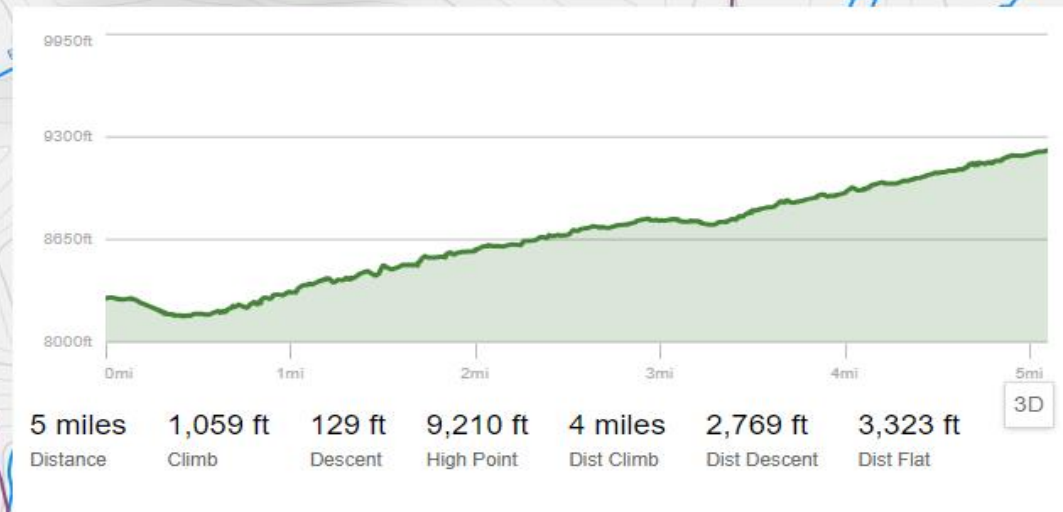 9950ft
9300ft
8650ft
8000ft
0mi 1mi 2mi 3mi 4mi 5mi
3D
5 miles 1,059 ft 129 ft 9,210 ft 4 miles 2,769 ft 3,323 ft
Distance Climb Descent High Point Dist Climb Dist Descent Dist Flat